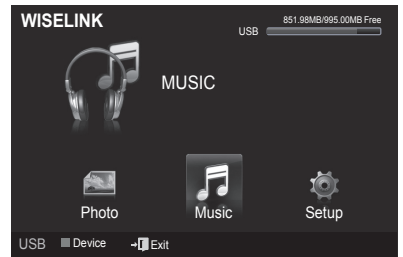 WISELINK
851.98MB/995.00MB Free
USB
MUSIC
Photo
Music
Setup
USB Device Exit